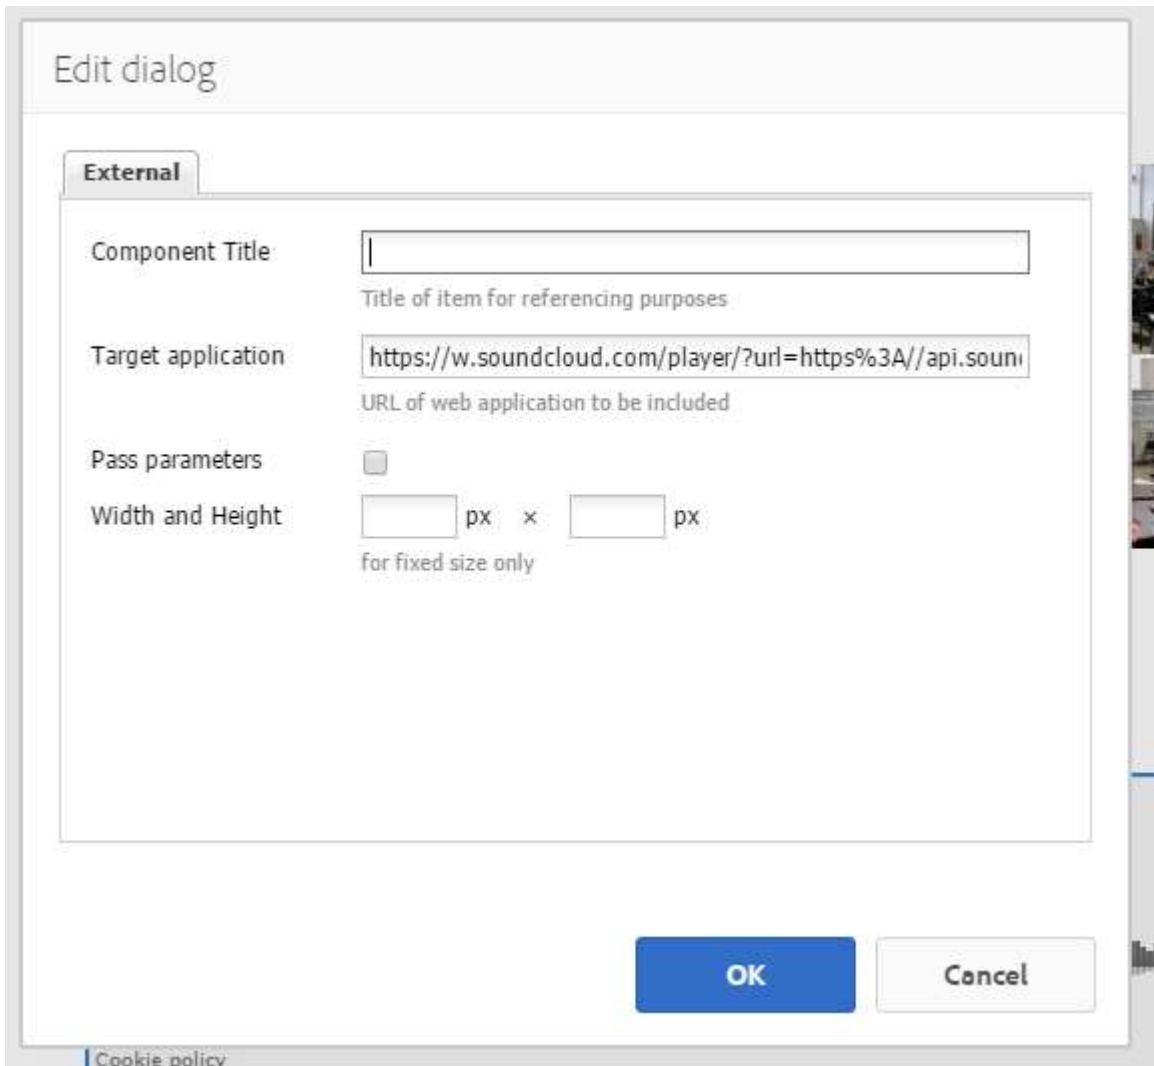 Edit dialog
External
Component Title
Title of item for referencing purposes
Target application https://w.soundcloud.com/player/?url=https%3A//api.soun
URL of web application to be included
Pass parameters
Width and Height px × px
for fixed size only
OK Cancel
Cookie policy